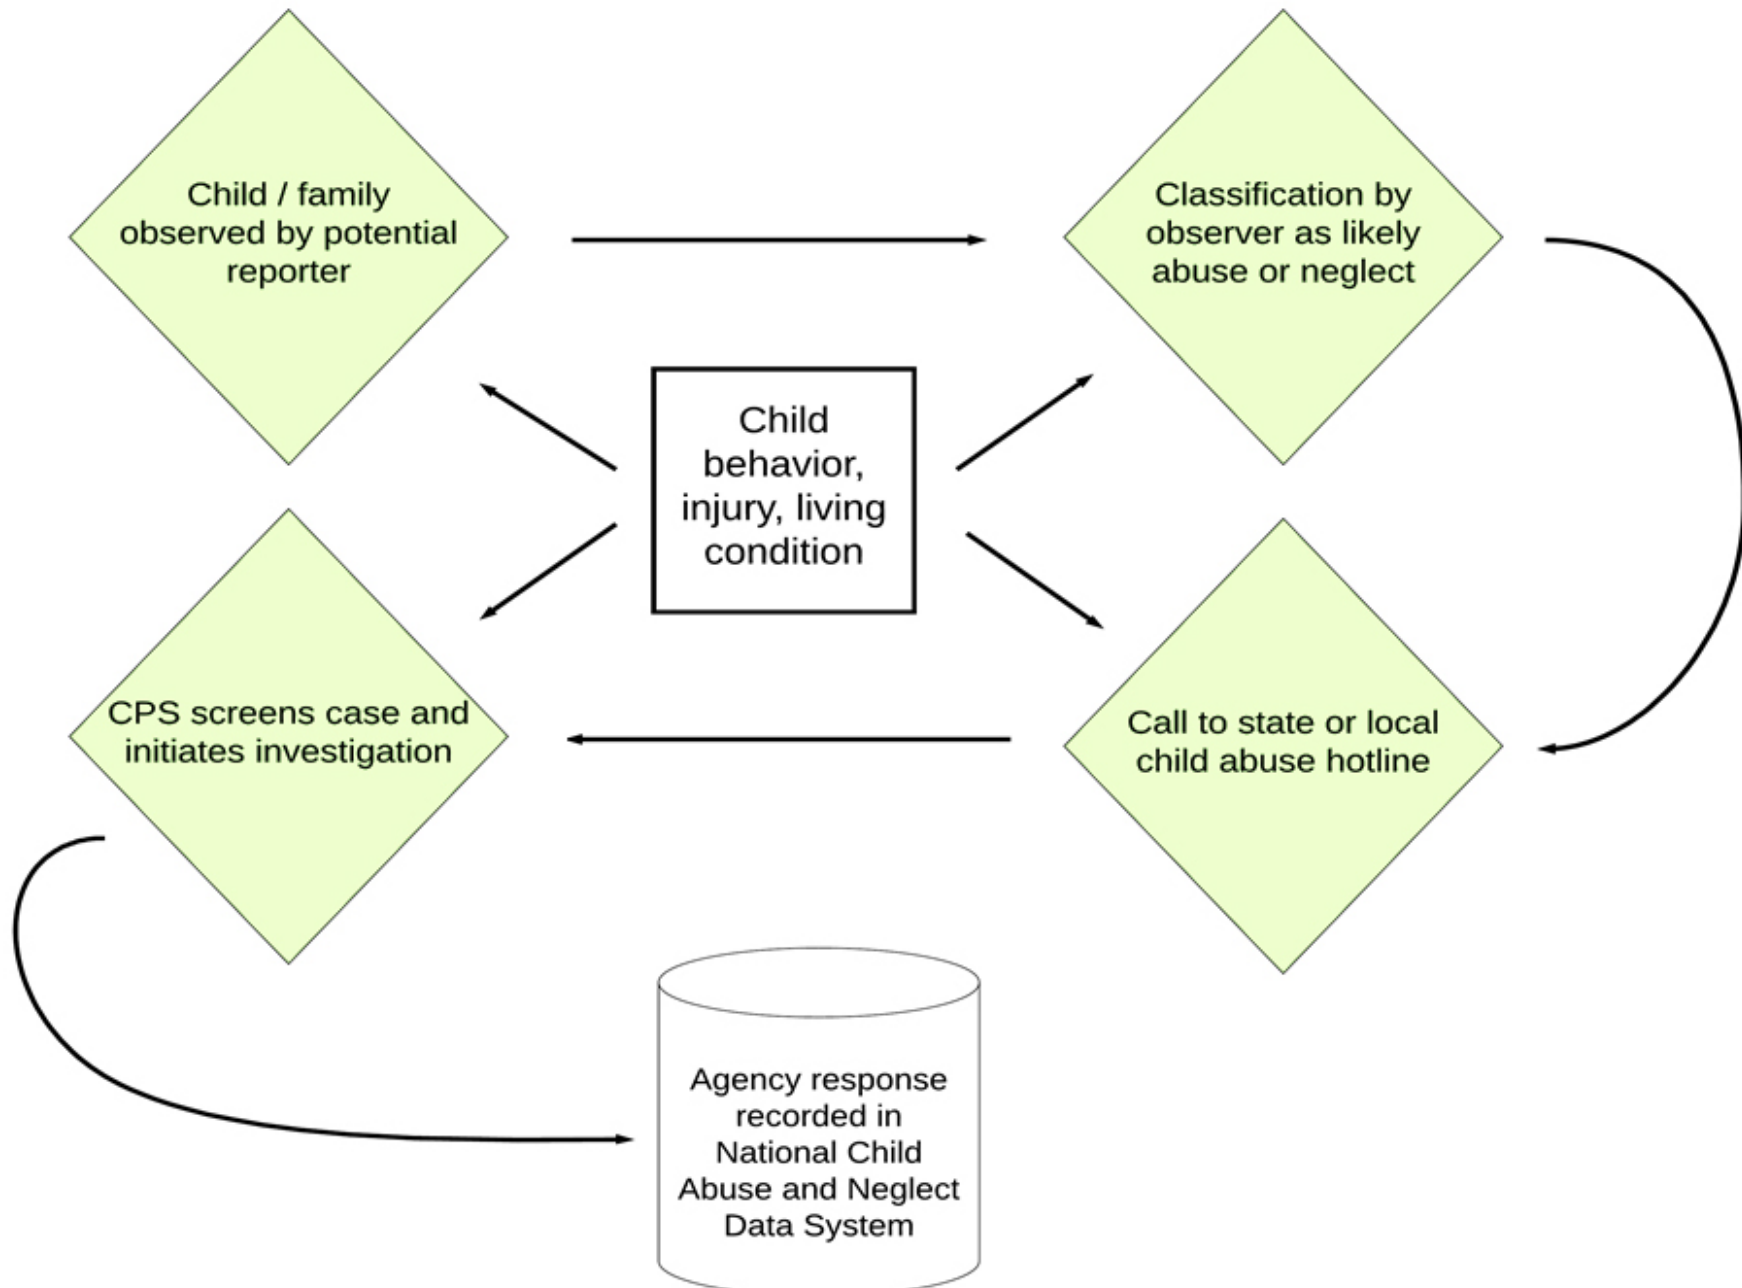 Child / family
observed by potential
reporter
Classification by
observer as likely
abuse or neglect
Child
behavior,
injury, living
condition
CPS screens case and
initiates investigation
Call to state or local
child abuse hotline
Agency response
recorded in
National Child
Abuse and Neglect
Data System